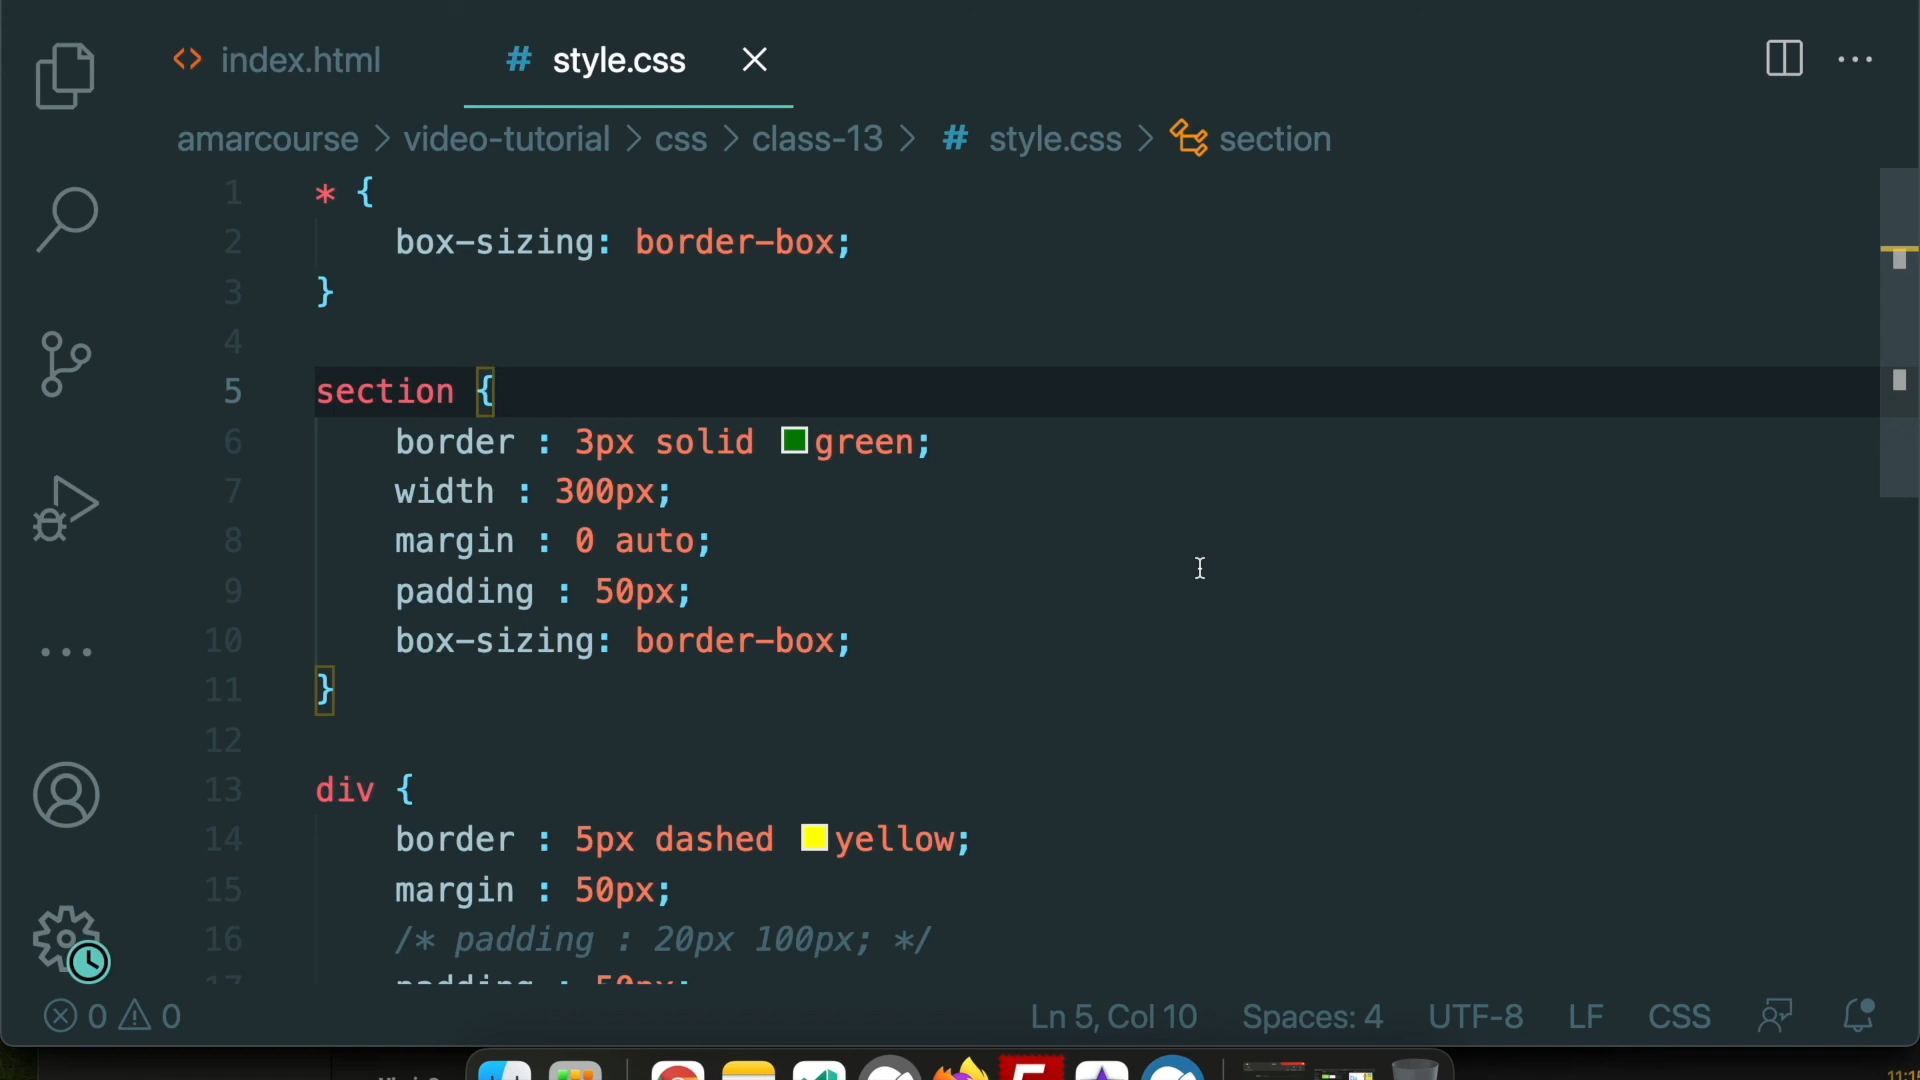 index.html # style.css
amarcourse > video-tutorial > css > class-13 > # style.css > section
1 * {
2 box-sizing: border-box;
3 }
4
5 section {
6 border : 3px solid green;
7 width : 300px;
8 margin : 0 auto;
9 padding : 50px;
10 box-sizing: border-box;
11 }
12
13 div {
14 border : 5px dashed yellow;
15 margin : 50px;
16 /* padding : 20px 100px; */
17 padding : 50px;
0 0 Ln 5, Col 10 Spaces: 4 UTF-8 LF CSS